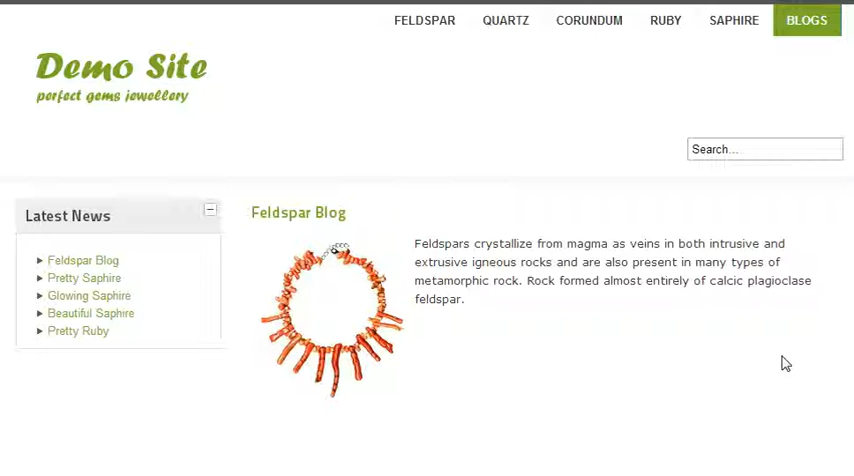 FELDSPAR QUARTZ CORUNDUM RUBY SAPHIRE BLOGS
Demo Site
perfect gems jewellery
Search...
Latest News
Feldspar Blog
Pretty Saphire
Glowing Saphire
Beautiful Saphire
Pretty Ruby
Feldspar Blog
Feldspars crystallize from magma as veins in both intrusive and
extrusive igneous rocks and are also present in many types of
metamorphic rock. Rock formed almost entirely of calcic plagioclase
feldspar.